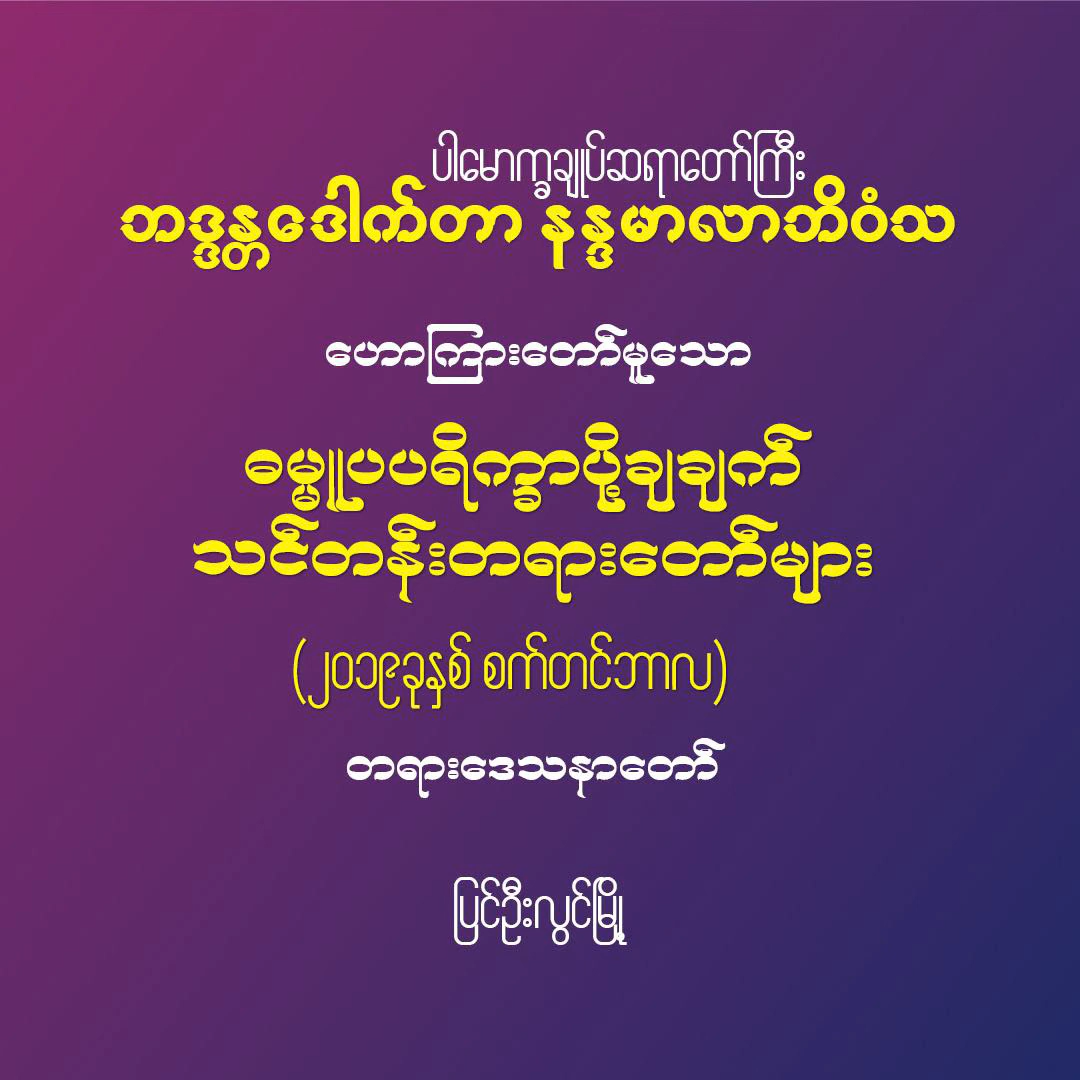 ပါမောက္ခချုပ်ဆရာတော်ကြီး
ဘဒ္ဒန္တဒေါက်တာ နန္ဒမာလာဘိဝံသ
ဟောကြားတော်မူသော
ဓမ္မူပပရိက္ခာပို့ချချက်
သင်တန်းတရားတော်များ
(၂၀၁၉ခုနှစ် စက်တင်ဘာလ)
တရားဒေသနာတော်
ပြင်ဦးလွင်မြို့